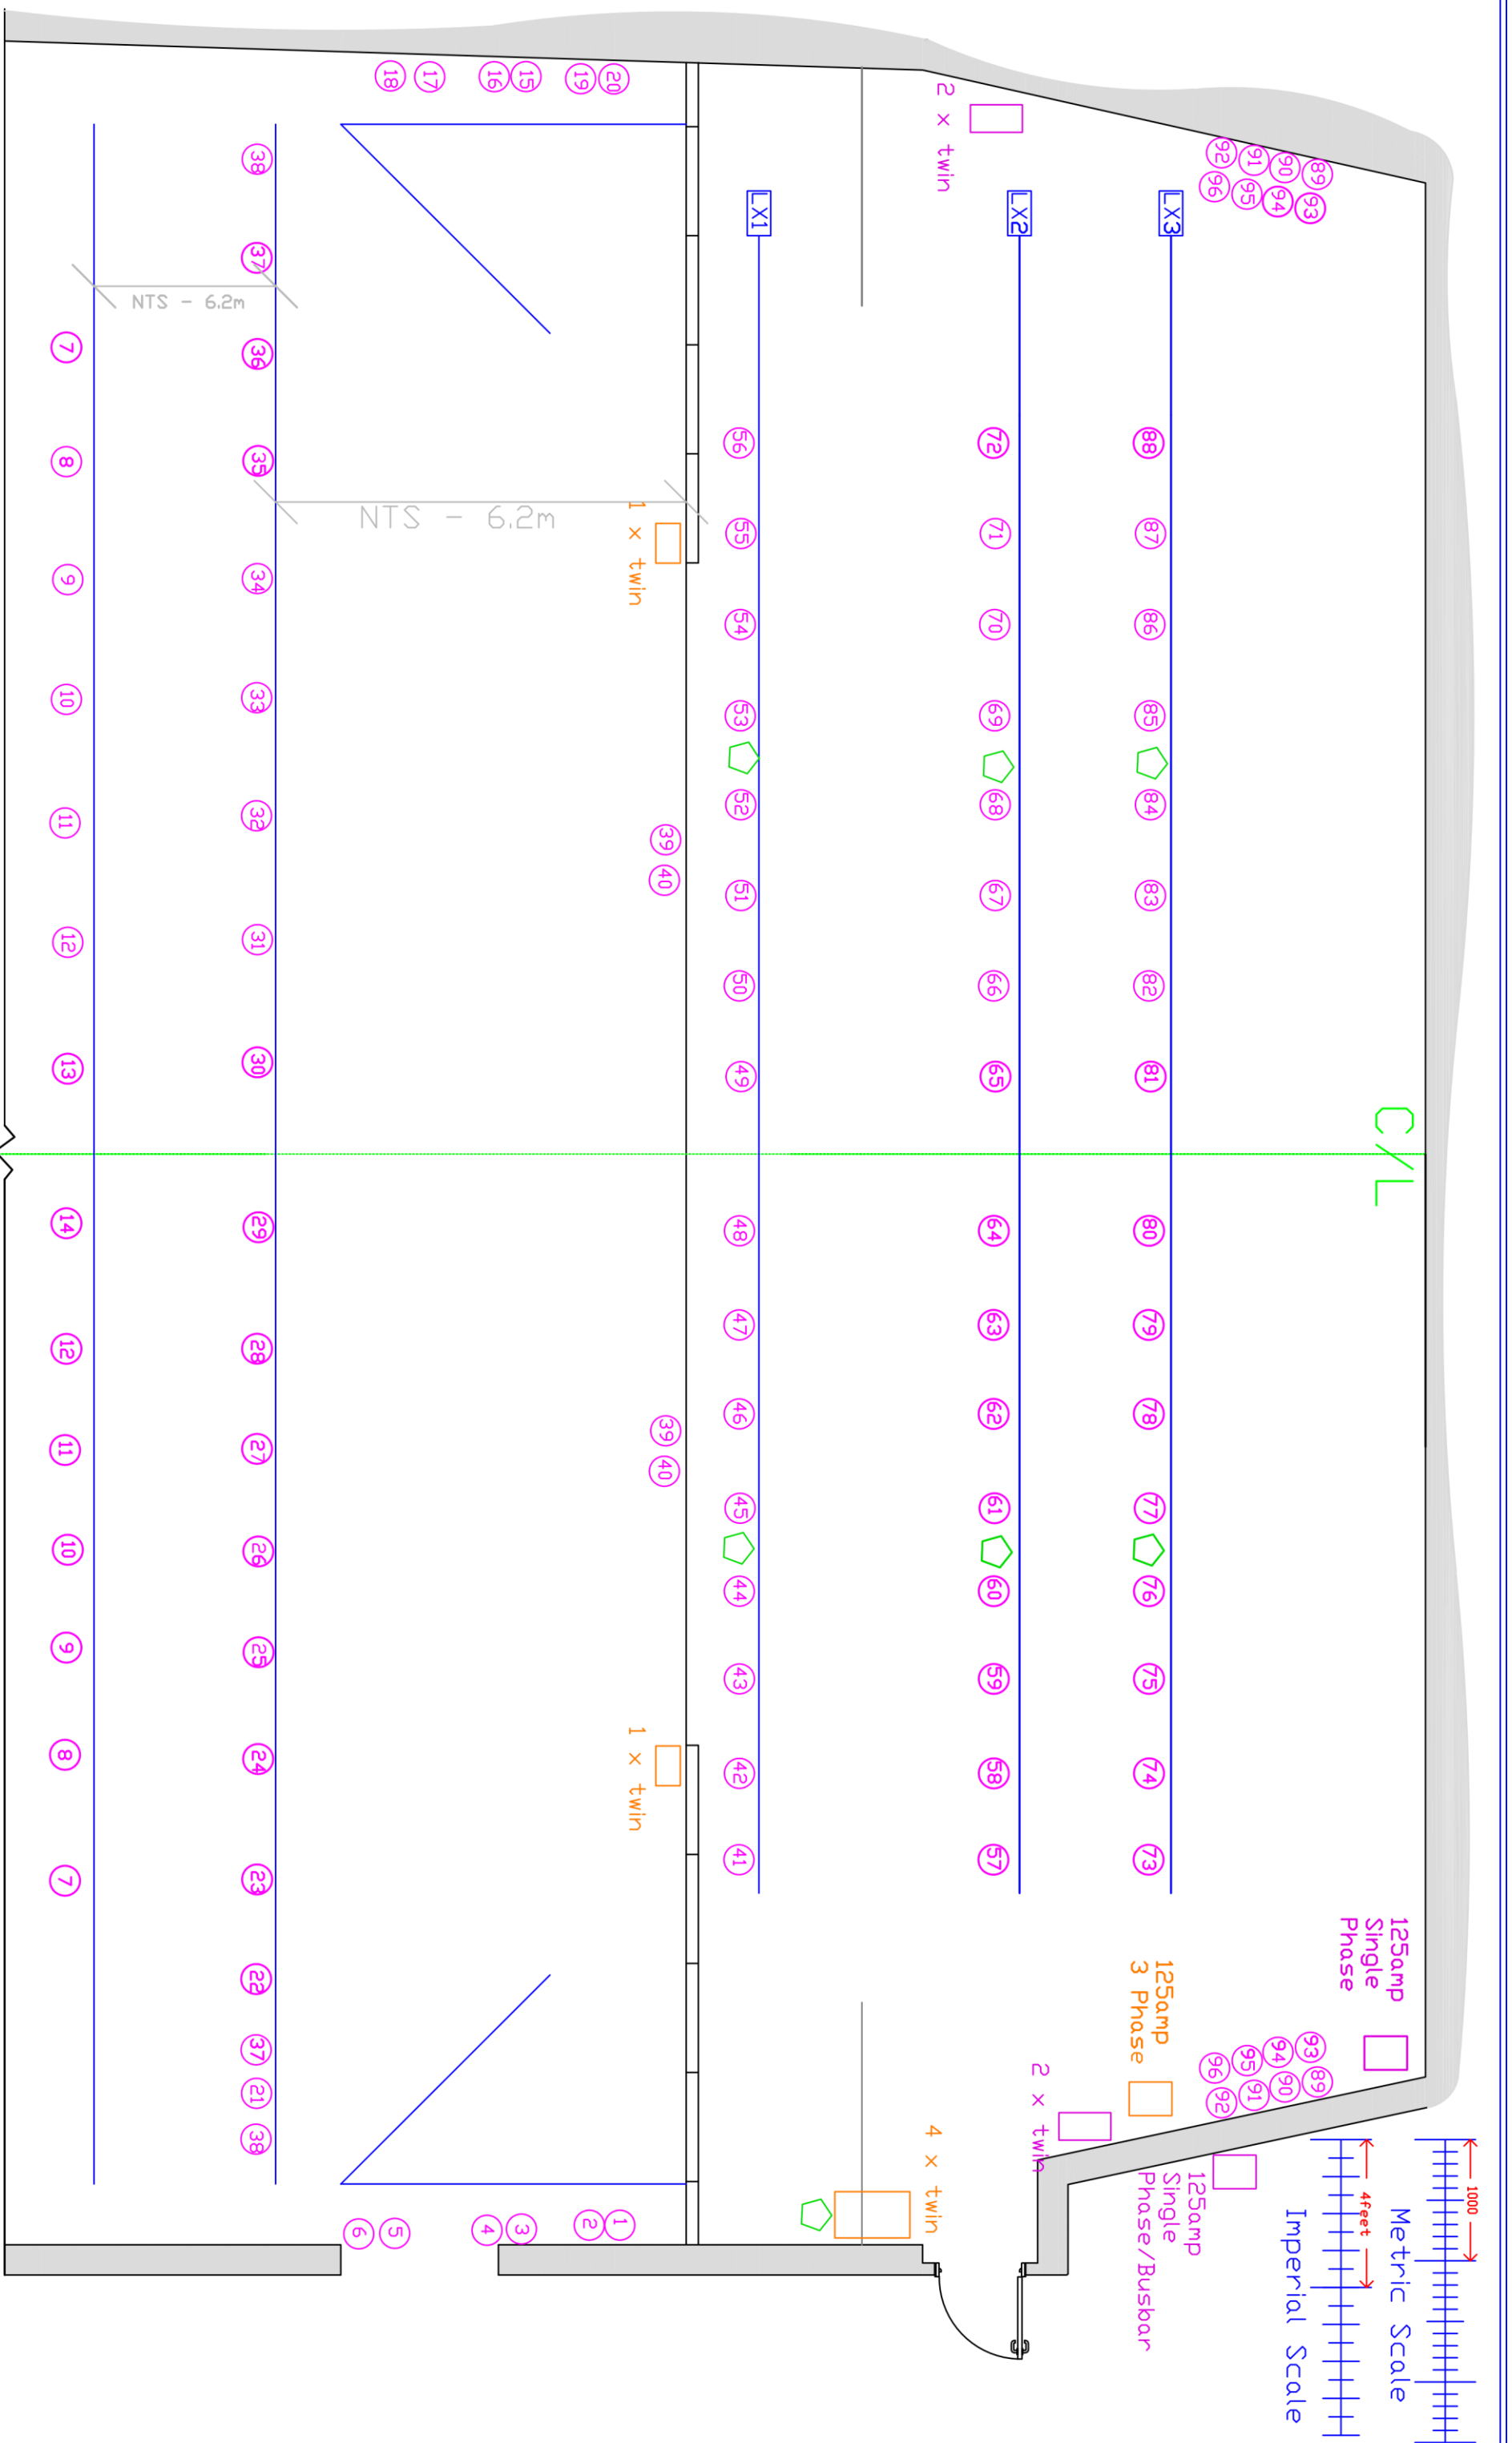 1000
Metric Scale
4feet
Imperial Scale
C/L
125amp
Single
Phase
125amp
3 Phase
125amp
Single
Phase/Busbar
89 90 91 92
93 94 95 96
93 94 95 96
89 90 91 92
LX3
88 87 86 85 84 83 82 81 80 79 78 77 76 75 74 73
2 x twin
LX2
72 71 70 69 68 67 66 65 64 63 62 61 60 59 58 57
2 x twin
4 x twin
LX1
56 55 54 53 52 51 50 49 48 47 46 45 44 43 42 41
39 40
39 40
1 x twin
1 x twin
20 19
15 16
17 18
1 2
3 4
5 6
NTS - 6.2m
38 37 36 35 34 33 32 31 30 29 28 27 26 25 24 23 22 37 21 38
NTS - 6.2m
7 8 9 10 11 12 13 14 12 11 10 9 8 7